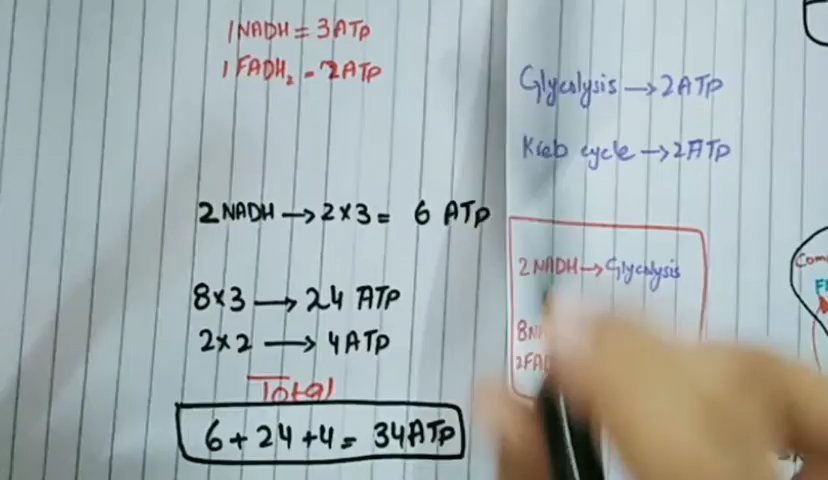 1NADH = 3ATP
1FADH₂ - 2ATP
2NADH → 2×3 = 6 ATP
8×3 → 24 ATP
2×2 → 4ATP
Total
6+24+4= 34ATP
Glycolysis → 2ATP
Kreb cycle → 2ATP
2NADH → Glycolysis